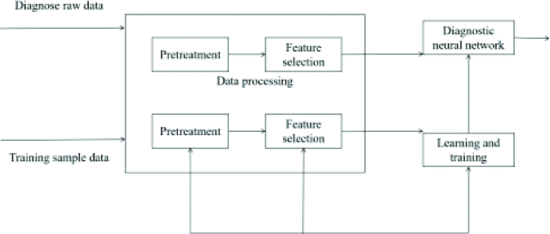 Diagnose raw data
Pretreatment
Feature
selection
Data processing
Diagnostic
neural network
Training sample data
Pretreatment
Feature
selection
Learning and
training